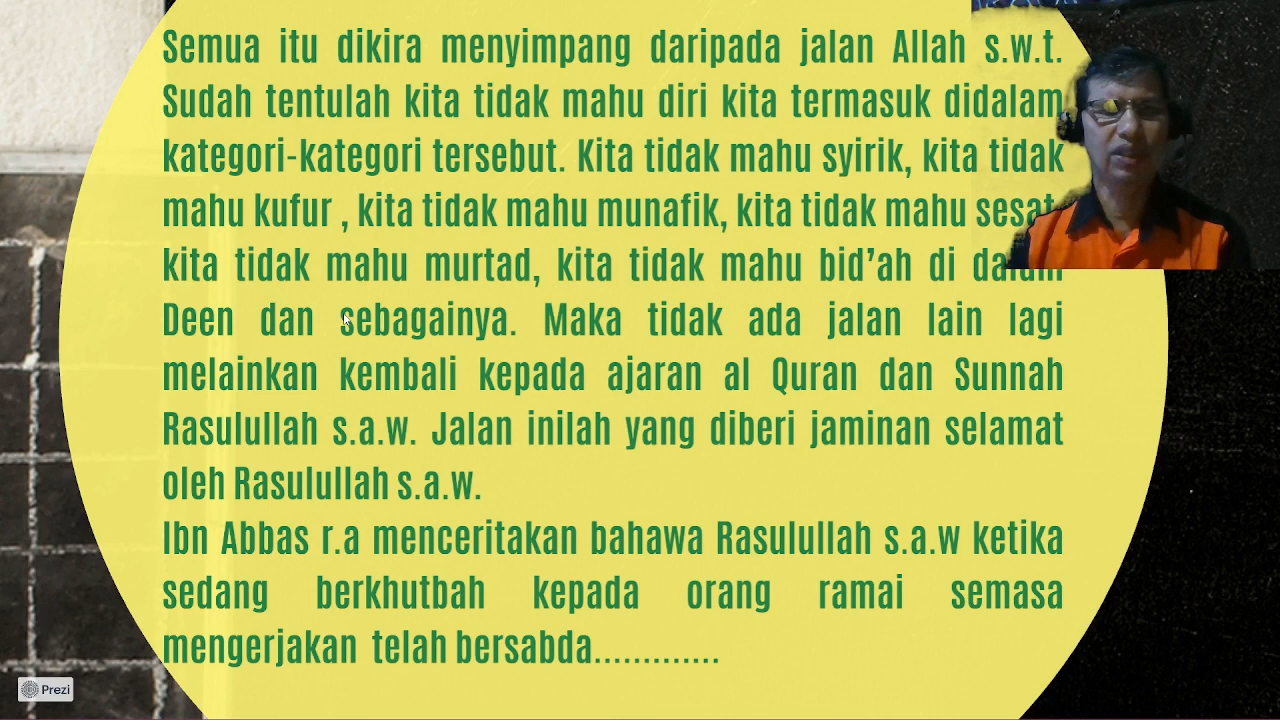 Semua itu dikira menyimpang daripada jalan Allah s.w.t.
Sudah tentulah kita tidak mahu diri kita termasuk didalam
kategori-kategori tersebut. Kita tidak mahu syirik, kita tidak
mahu kufur , kita tidak mahu munafik, kita tidak mahu sesat,
kita tidak mahu murtad, kita tidak mahu bid’ah di dalam
Deen dan sebagainya. Maka tidak ada jalan lain lagi
melainkan kembali kepada ajaran al Quran dan Sunnah
Rasulullah s.a.w. Jalan inilah yang diberi jaminan selamat
oleh Rasulullah s.a.w.
Ibn Abbas r.a menceritakan bahawa Rasulullah s.a.w ketika
sedang berkhutbah kepada orang ramai semasa
mengerjakan telah bersabda.............
Prezi